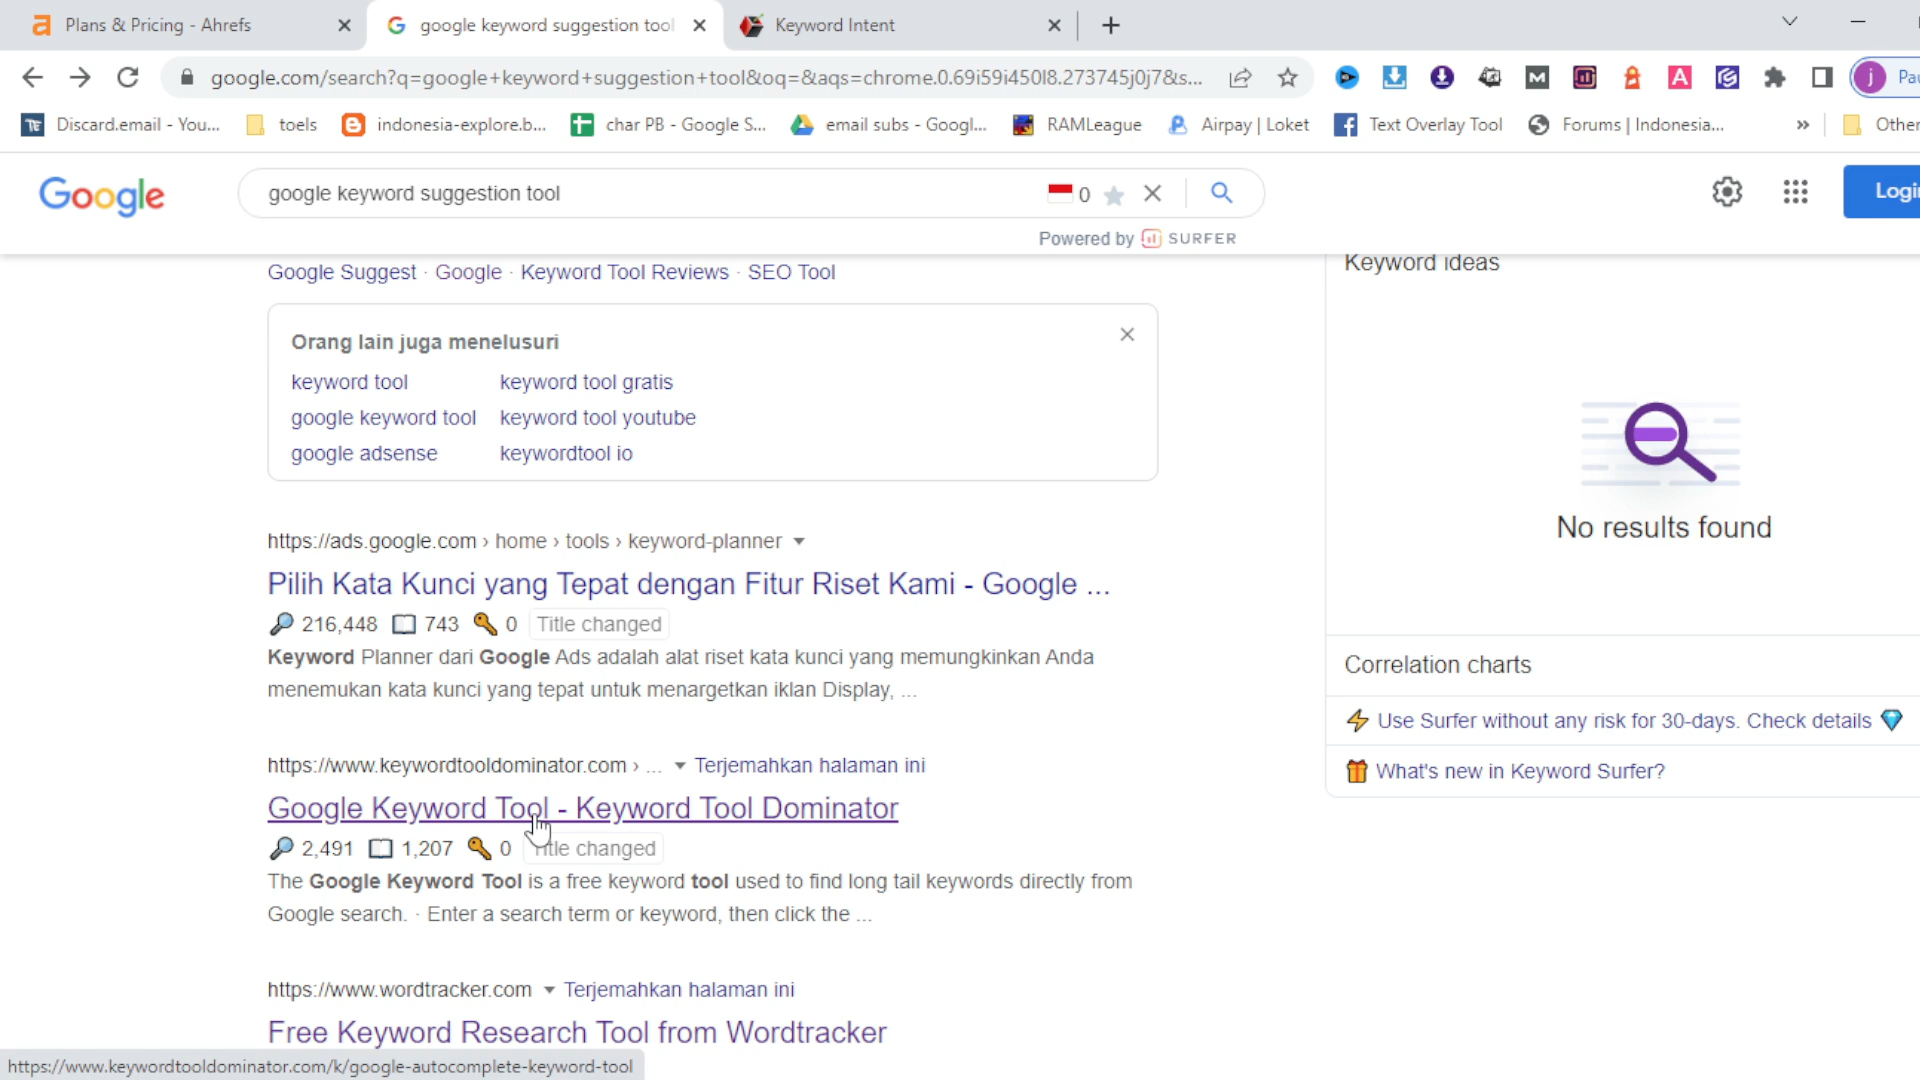 Plans & Pricing - Ahrefs
google keyword suggestion tool
Keyword Intent
google.com/search?q=google+keyword+suggestion+tool&oq=&aqs=chrome.0.69i59i450l8.273745j0j7&s...
Discard.email - You...
toels
indonesia-explore.b...
char PB - Google S...
email subs - Googl...
RAMLeague
Airpay | Loket
Text Overlay Tool
Forums | Indonesia...
»
Other
Google
google keyword suggestion tool
0
Login
Powered by SURFER
Google Suggest · Google · Keyword Tool Reviews · SEO Tool
Keyword ideas
Orang lain juga menelusuri
keyword tool
keyword tool gratis
google keyword tool
keyword tool youtube
google adsense
keywordtool io
No results found
https://ads.google.com › home › tools › keyword-planner
Pilih Kata Kunci yang Tepat dengan Fitur Riset Kami - Google ...
216,448 743 0 Title changed
Keyword Planner dari Google Ads adalah alat riset kata kunci yang memungkinkan Anda
menemukan kata kunci yang tepat untuk menargetkan iklan Display, ...
Correlation charts
Use Surfer without any risk for 30-days. Check details
What's new in Keyword Surfer?
https://www.keywordtooldominator.com › ... Terjemahkan halaman ini
Google Keyword Tool - Keyword Tool Dominator
2,491 1,207 0 Title changed
The Google Keyword Tool is a free keyword tool used to find long tail keywords directly from
Google search. · Enter a search term or keyword, then click the ...
https://www.wordtracker.com Terjemahkan halaman ini
Free Keyword Research Tool from Wordtracker
https://www.keywordtooldominator.com/k/google-autocomplete-keyword-tool